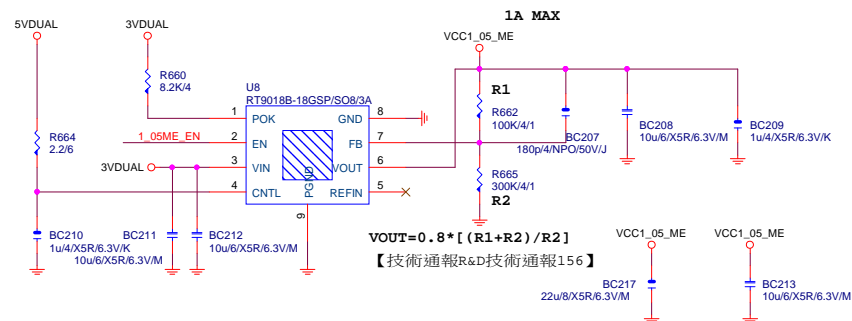 1A MAX
5VDUAL
3VDUAL
VCC1_05_ME
R660
8.2K/4
U8
RT9018B-18GSP/SO8/3A
R1
1
POK
GND
8
R662
100K/4/1
R664
2.2/6
1_05ME_EN
2
EN
FB
7
BC207
180p/4/NPO/50V/J
BC208
10u/6/X5R/6.3V/M
BC209
1u/4/X5R/6.3V/K
3VDUAL
3
VIN
VOUT
6
4
CNTL
PGND
REFIN
5
R665
300K/4/1
R2
9
BC210
1u/4/X5R/6.3V/K
BC211
10u/6/X5R/6.3V/M
BC212
10u/6/X5R/6.3V/M
VOUT=0.8*[(R1+R2)/R2]
【技術通報R&D技術通報156】
VCC1_05_ME
VCC1_05_ME
BC217
22u/8/X5R/6.3V/M
BC213
10u/6/X5R/6.3V/M